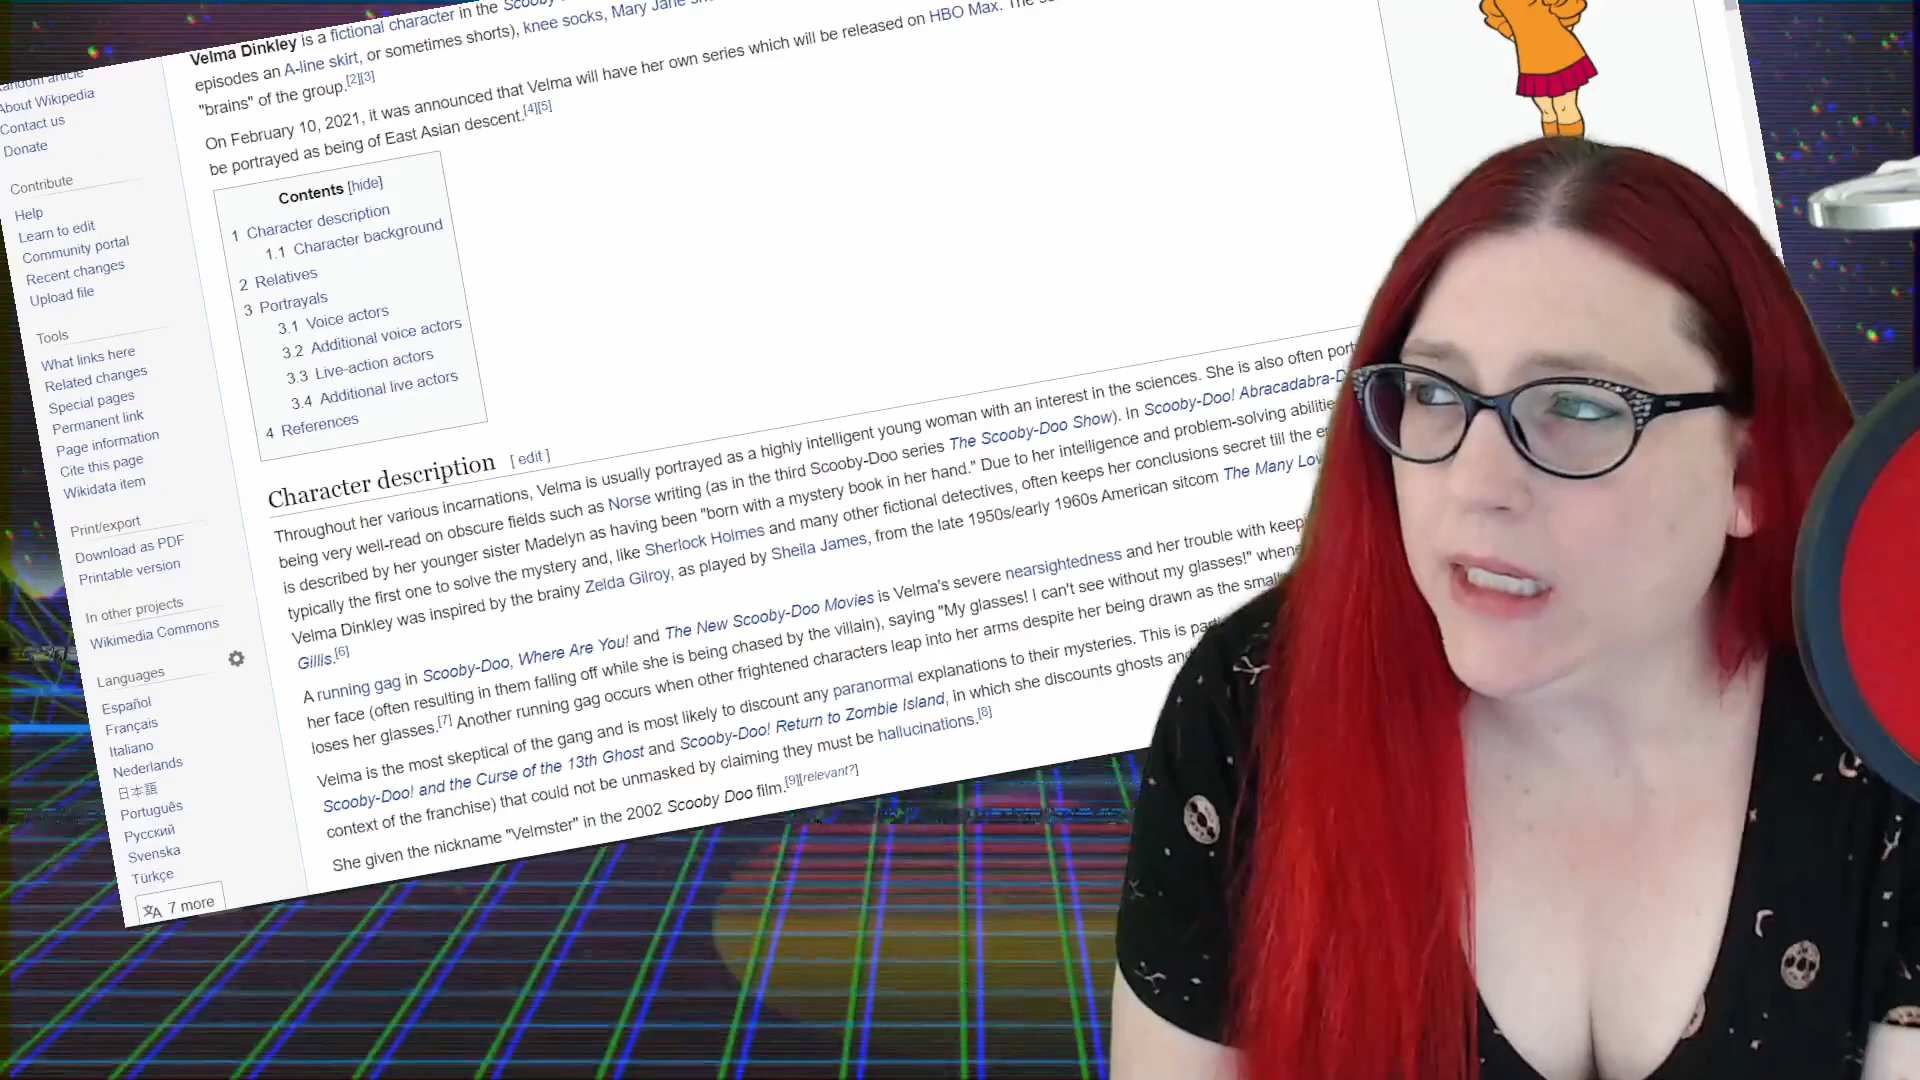 Velma Dinkley is a fictional character in the Scooby
episodes an A-line skirt, or sometimes shorts), knee socks, Mary Jane
"brains" of the group.[2][3]
On February 10, 2021, it was announced that Velma will have her own series which will be released on HBO Max. The
be portrayed as being of East Asian descent.[4][5]
Random article
About Wikipedia
Contact us
Donate
Contribute
Help
Learn to edit
Community portal
Recent changes
Upload file
Tools
What links here
Related changes
Special pages
Permanent link
Page information
Cite this page
Wikidata item
Print/export
Download as PDF
Printable version
In other projects
Wikimedia Commons
Languages
Español
Français
Italiano
Nederlands
日本語
Português
Русский
Svenska
Türkçe
7 more
Contents [hide]
1 Character description
1.1 Character background
2 Relatives
3 Portrayals
3.1 Voice actors
3.2 Additional voice actors
3.3 Live-action actors
3.4 Additional live actors
4 References
Character description [ edit ]
Throughout her various incarnations, Velma is usually portrayed as a highly intelligent young woman with an interest in the sciences. She is also often
being very well-read on obscure fields such as Norse writing (as in the third Scooby-Doo series The Scooby-Doo Show). In Scooby-Doo! Abracadabra-
is described by her younger sister Madelyn as having been "born with a mystery book in her hand." Due to her intelligence and problem-solving
typically the first one to solve the mystery and, like Sherlock Holmes and many other fictional detectives, often keeps her conclusions secret till the
Velma Dinkley was inspired by the brainy Zelda Gilroy, as played by Sheila James, from the late 1950s/early 1960s American sitcom The Many
Gillis.[6]
A running gag in Scooby-Doo, Where Are You! and The New Scooby-Doo Movies is Velma's severe nearsightedness and her trouble with
her face (often resulting in them falling off while she is being chased by the villain), saying "My glasses! I can't see without my glasses!"
loses her glasses.[7] Another running gag occurs when other frightened characters leap into her arms despite her being drawn as the
Velma is the most skeptical of the gang and is most likely to discount any paranormal explanations to their mysteries. This is
Scooby-Doo! and the Curse of the 13th Ghost and Scooby-Doo! Return to Zombie Island, in which she discounts ghosts
context of the franchise) that could not be unmasked by claiming they must be hallucinations.[8]
She given the nickname "Velmster" in the 2002 Scooby Doo film.[9][relevant?]